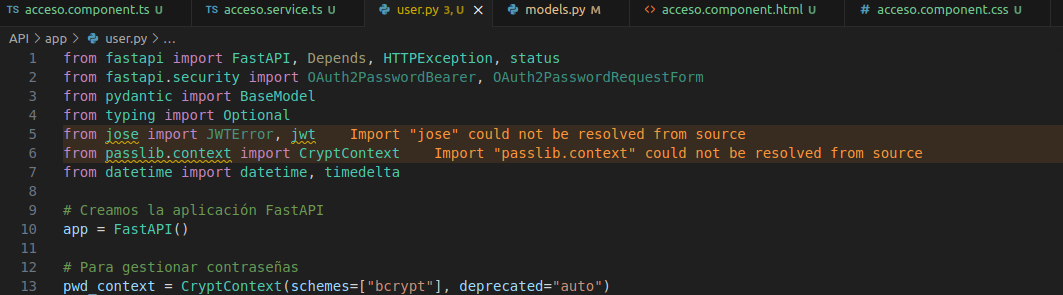 TS acceso.component.ts U TS acceso.service.ts U user.py 3, U × models.py M <> acceso.component.html U # acceso.component.css U
API > app > user.py > ...
1 from fastapi import FastAPI, Depends, HTTPException, status
2 from fastapi.security import OAuth2PasswordBearer, OAuth2PasswordRequestForm
3 from pydantic import BaseModel
4 from typing import Optional
5 from jose import JWTError, jwt Import "jose" could not be resolved from source
6 from passlib.context import CryptContext Import "passlib.context" could not be resolved from source
7 from datetime import datetime, timedelta
8
9 # Creamos la aplicación FastAPI
10 app = FastAPI()
11
12 # Para gestionar contraseñas
13 pwd_context = CryptContext(schemes=["bcrypt"], deprecated="auto")